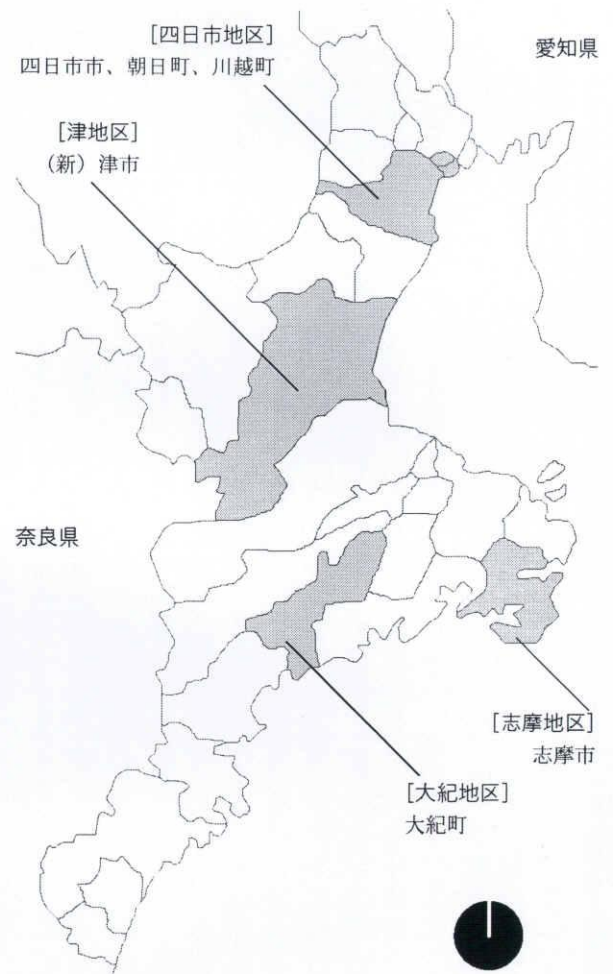 [四日市地区]
四日市市、朝日町、川越町
愛知県
[津地区]
（新）津市
奈良県
[志摩地区]
志摩市
[大紀地区]
大紀町